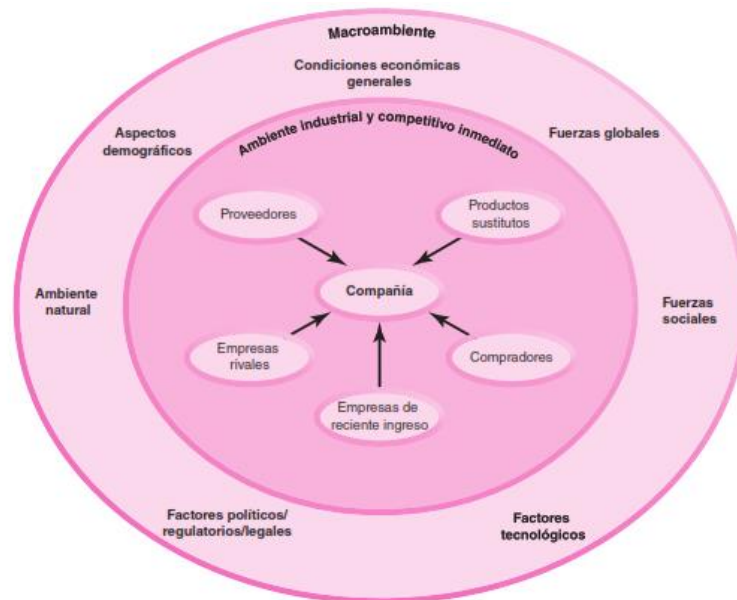 Macroambiente
Condiciones económicas
generales
Aspectos
demográficos
Ambiente industrial y competitivo inmediato
Fuerzas globales
Proveedores
Productos
sustitutos
Compañía
Ambiente
natural
Fuerzas
sociales
Empresas
rivales
Compradores
Empresas de
reciente ingreso
Factores políticos/
regulatorios/legales
Factores
tecnológicos